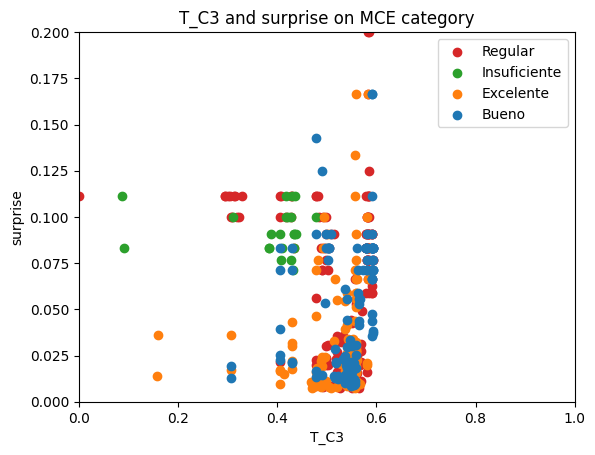 T_C3 and surprise on MCE category
0.200
0.175
0.150
0.125
0.100
0.075
0.050
0.025
0.000
surprise
Regular
Insuficiente
Excelente
Bueno
0.0 0.2 0.4 0.6 0.8 1.0
T_C3